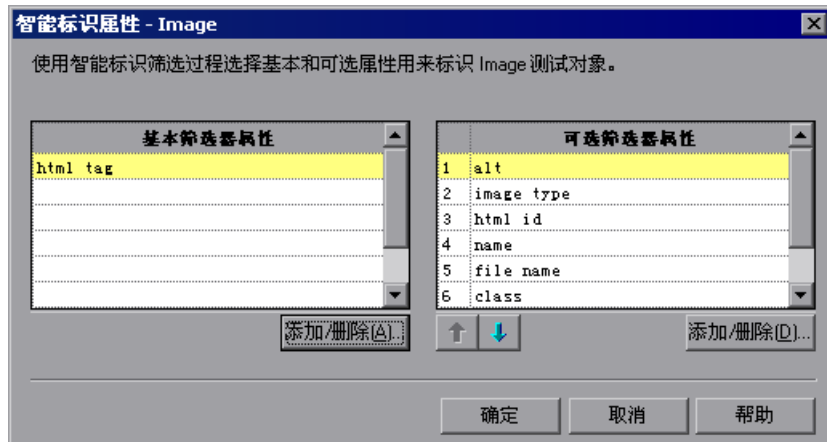 智能标识属性 - Image
使用智能标识筛选过程选择基本和可选属性用来标识 Image 测试对象。
基本筛选器属性
html tag
添加/删除(A)...
可选筛选器属性
1 alt
2 image type
3 html id
4 name
5 file name
6 class
添加/删除(D)...
确定 取消 帮助